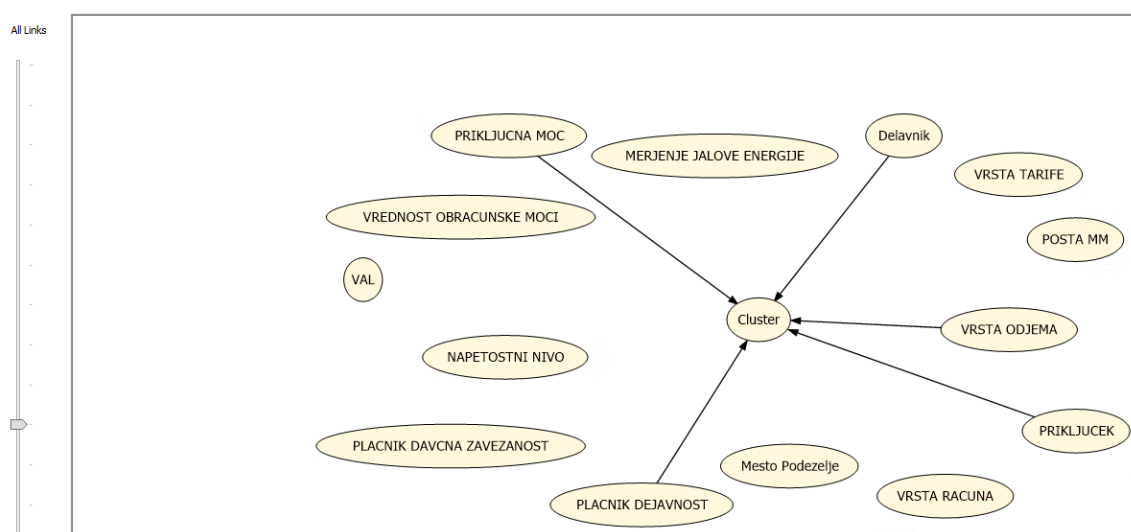 All Links
PRIKLJUCNA MOC
Delavnik
MERJENJE JALOVE ENERGIJE
VRSTA TARIFE
VREDNOST OBRACUNSKE MOCI
POSTA MM
VAL
Cluster
VRSTA ODJEMA
NAPETOSTNI NIVO
PRIKLJUCEK
PLACNIK DAVCNA ZAVEZANOST
Mesto Podezelje
VRSTA RACUNA
PLACNIK DEJAVNOST